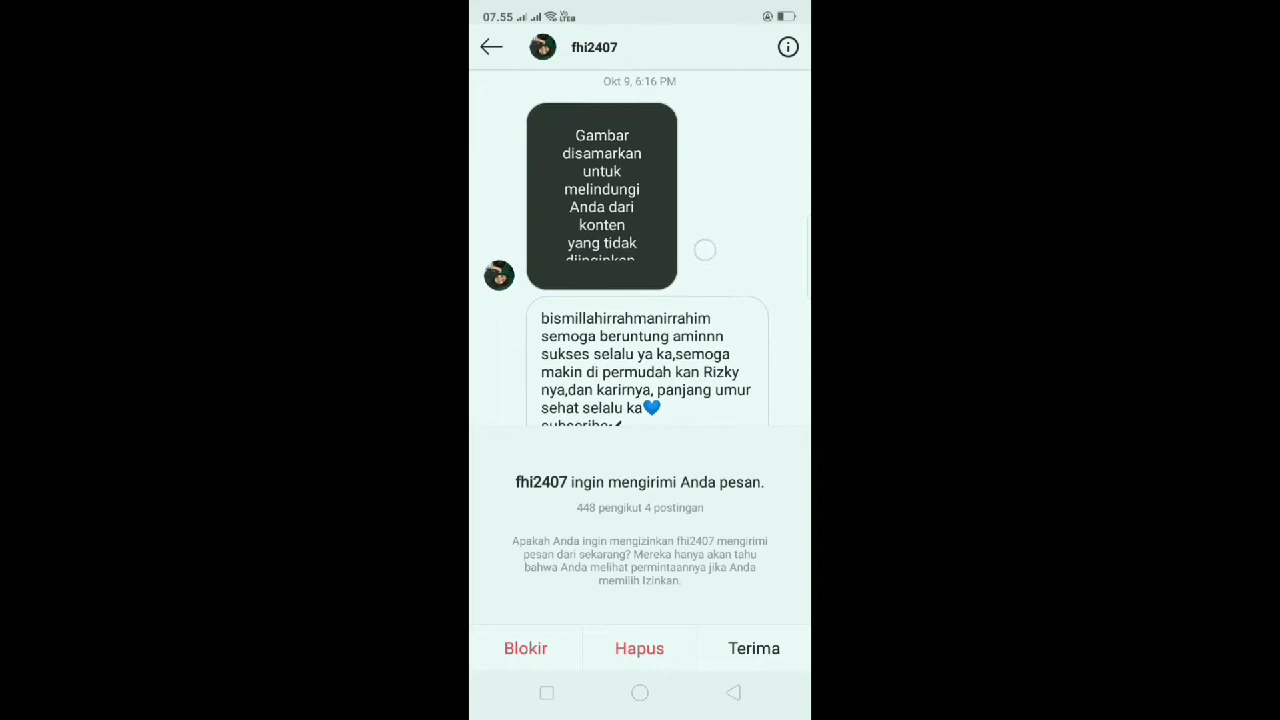 07.55
fhi2407
Okt 9, 6:16 PM
Gambar
disamarkan
untuk
melindungi
Anda dari
konten
yang tidak
diinginkan.
bismillahirrahmanirrahim
semoga beruntung aminnn
sukses selalu ya ka,semoga
makin di permudah kan Rizky
nya,dan karirnya, panjang umur
sehat selalu ka💙
subscribe✔
fhi2407 ingin mengirimi Anda pesan.
448 pengikut 4 postingan
Apakah Anda ingin mengizinkan fhi2407 mengirimi
pesan dari sekarang? Mereka hanya akan tahu
bahwa Anda melihat permintaannya jika Anda
memilih Izinkan.
Blokir Hapus Terima